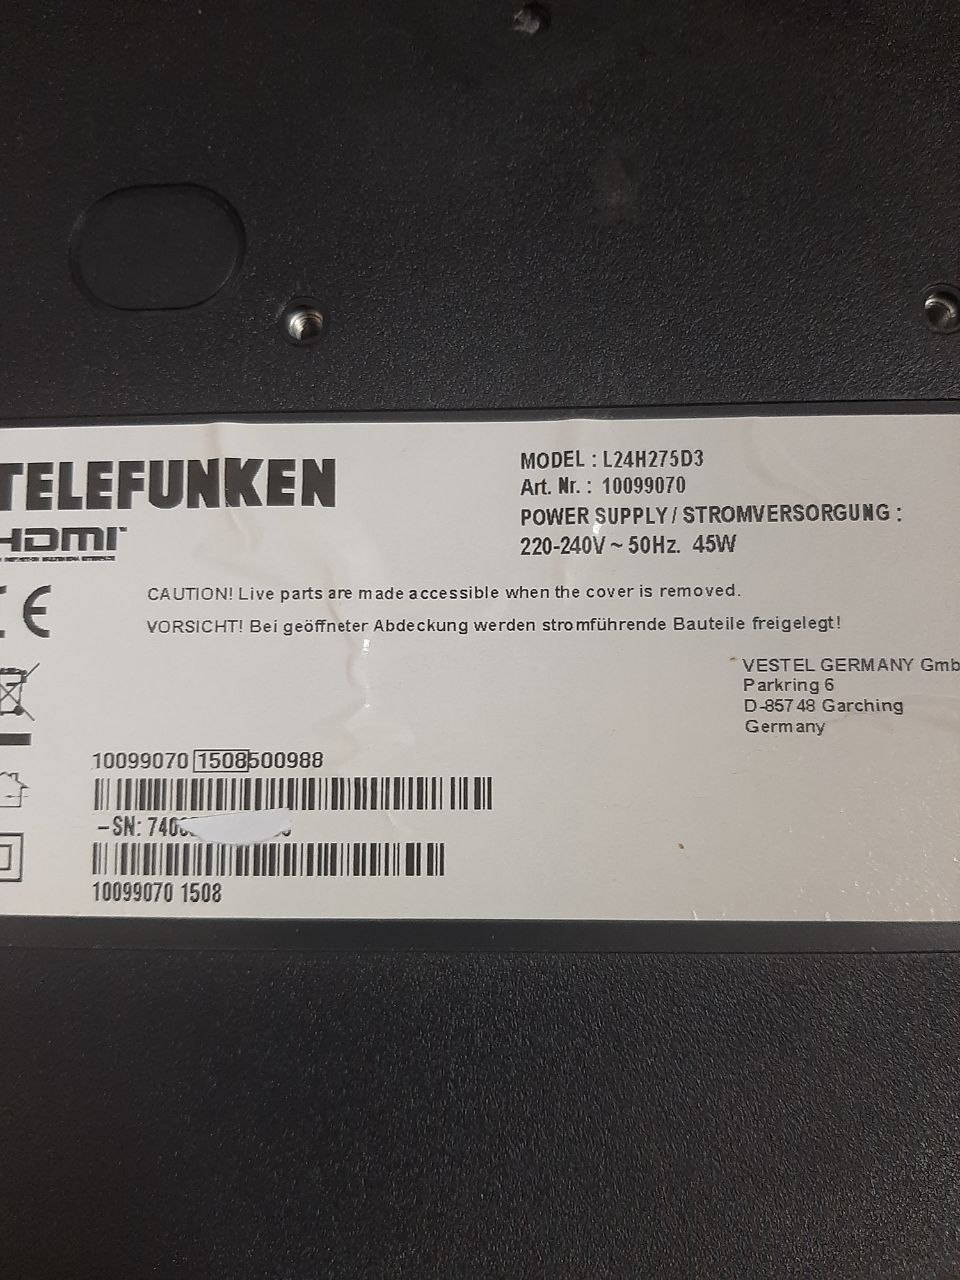 TELEFUNKEN
HDMI
MODEL : L24H275D3
Art. Nr. : 10099070
POWER SUPPLY / STROMVERSORGUNG :
220-240V ~ 50Hz. 45W
CE
CAUTION! Live parts are made accessible when the cover is removed.
VORSICHT! Bei geöffneter Abdeckung werden stromführende Bauteile freigelegt!
VESTEL GERMANY Gmb
Parkring 6
D-85748 Garching
Germany
10099070 1508500988
-SN:
10099070 1508